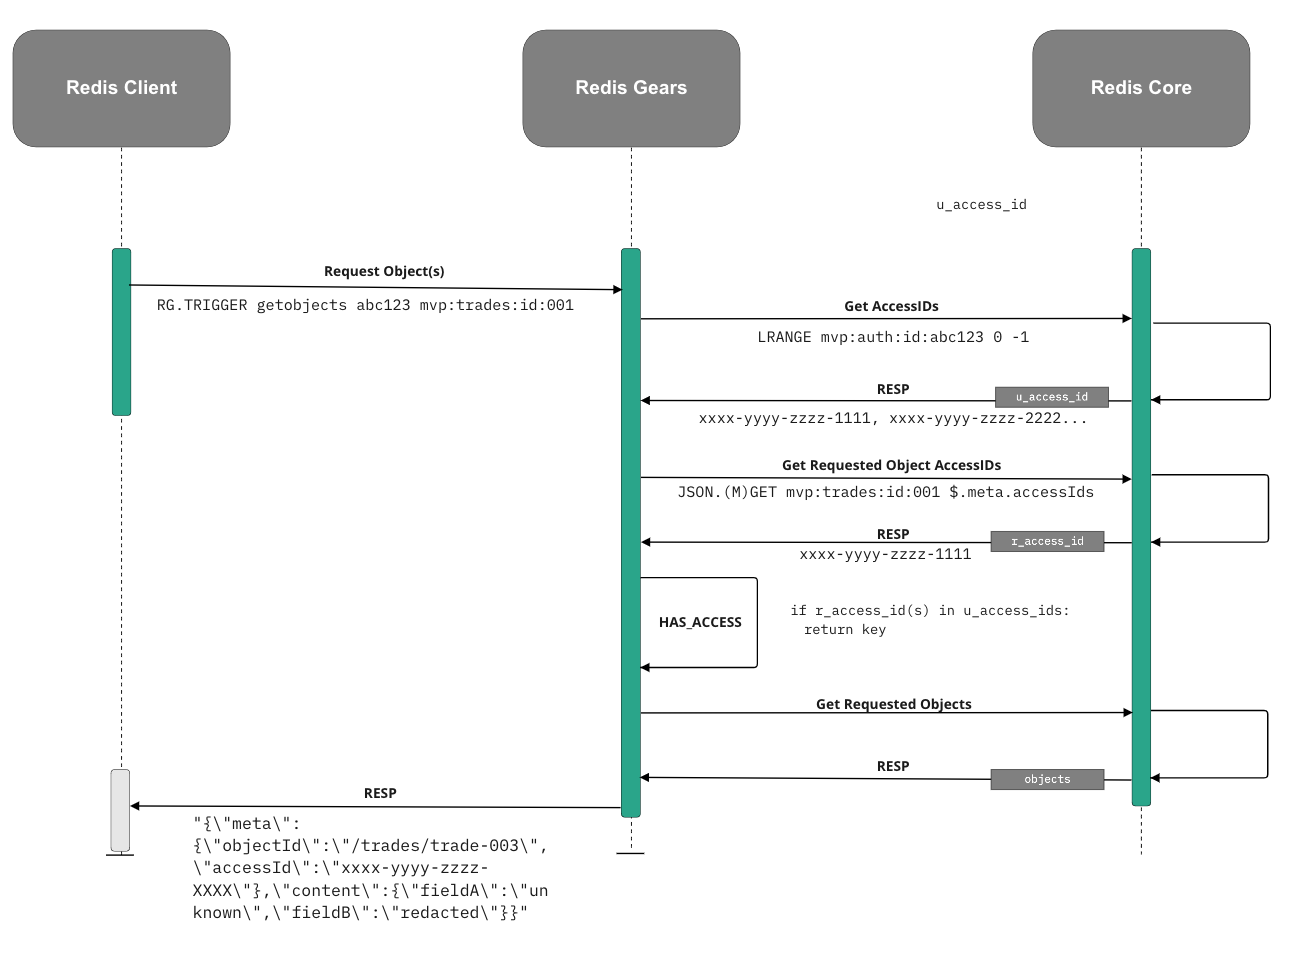 Redis Client
Redis Gears
Redis Core
u_access_id
Request Object(s)
RG.TRIGGER getobjects abc123 mvp:trades:id:001
Get AccessIDs
LRANGE mvp:auth:id:abc123 0 -1
RESP
u_access_id
xxxx-yyyy-zzzz-1111, xxxx-yyyy-zzzz-2222...
Get Requested Object AccessIDs
JSON.(M)GET mvp:trades:id:001 $.meta.accessIds
RESP
r_access_id
xxxx-yyyy-zzzz-1111
HAS_ACCESS
if r_access_id(s) in u_access_ids:
return key
Get Requested Objects
RESP
objects
RESP
"{\"meta\":
{\"objectId\":\"/trades/trade-003\",
\"accessId\":\"xxxx-yyyy-zzzz-
XXXX\"},\"content\":{\"fieldA\":\"un
known\",\"fieldB\":\"redacted\"}}"